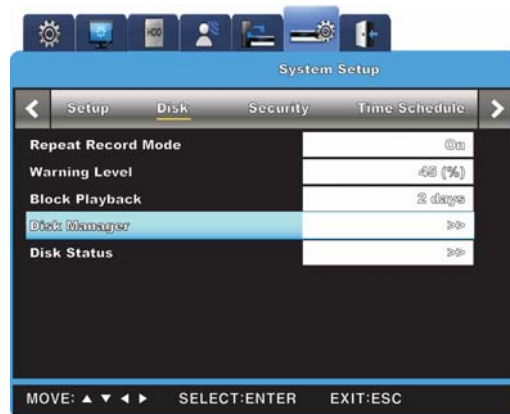 HDD
System Setup
Setup Disk Security Time Schedule
Repeat Record Mode On
Warning Level 45 (%)
Block Playback 2 days
Disk Manager >>
Disk Status >>
MOVE: ▲ ▼ ◀ ▶ SELECT:ENTER EXIT:ESC